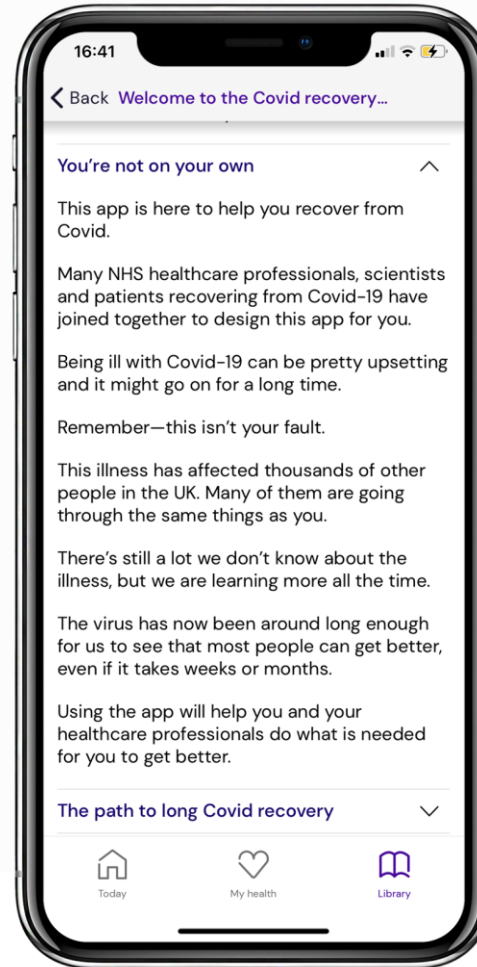 16:41
Back Welcome to the Covid recovery...
You're not on your own
This app is here to help you recover from
Covid.
Many NHS healthcare professionals, scientists
and patients recovering from Covid-19 have
joined together to design this app for you.
Being ill with Covid-19 can be pretty upsetting
and it might go on for a long time.
Remember—this isn't your fault.
This illness has affected thousands of other
people in the UK. Many of them are going
through the same things as you.
There's still a lot we don't know about the
illness, but we are learning more all the time.
The virus has now been around long enough
for us to see that most people can get better,
even if it takes weeks or months.
Using the app will help you and your
healthcare professionals do what is needed
for you to get better.
The path to long Covid recovery
Today My health Library